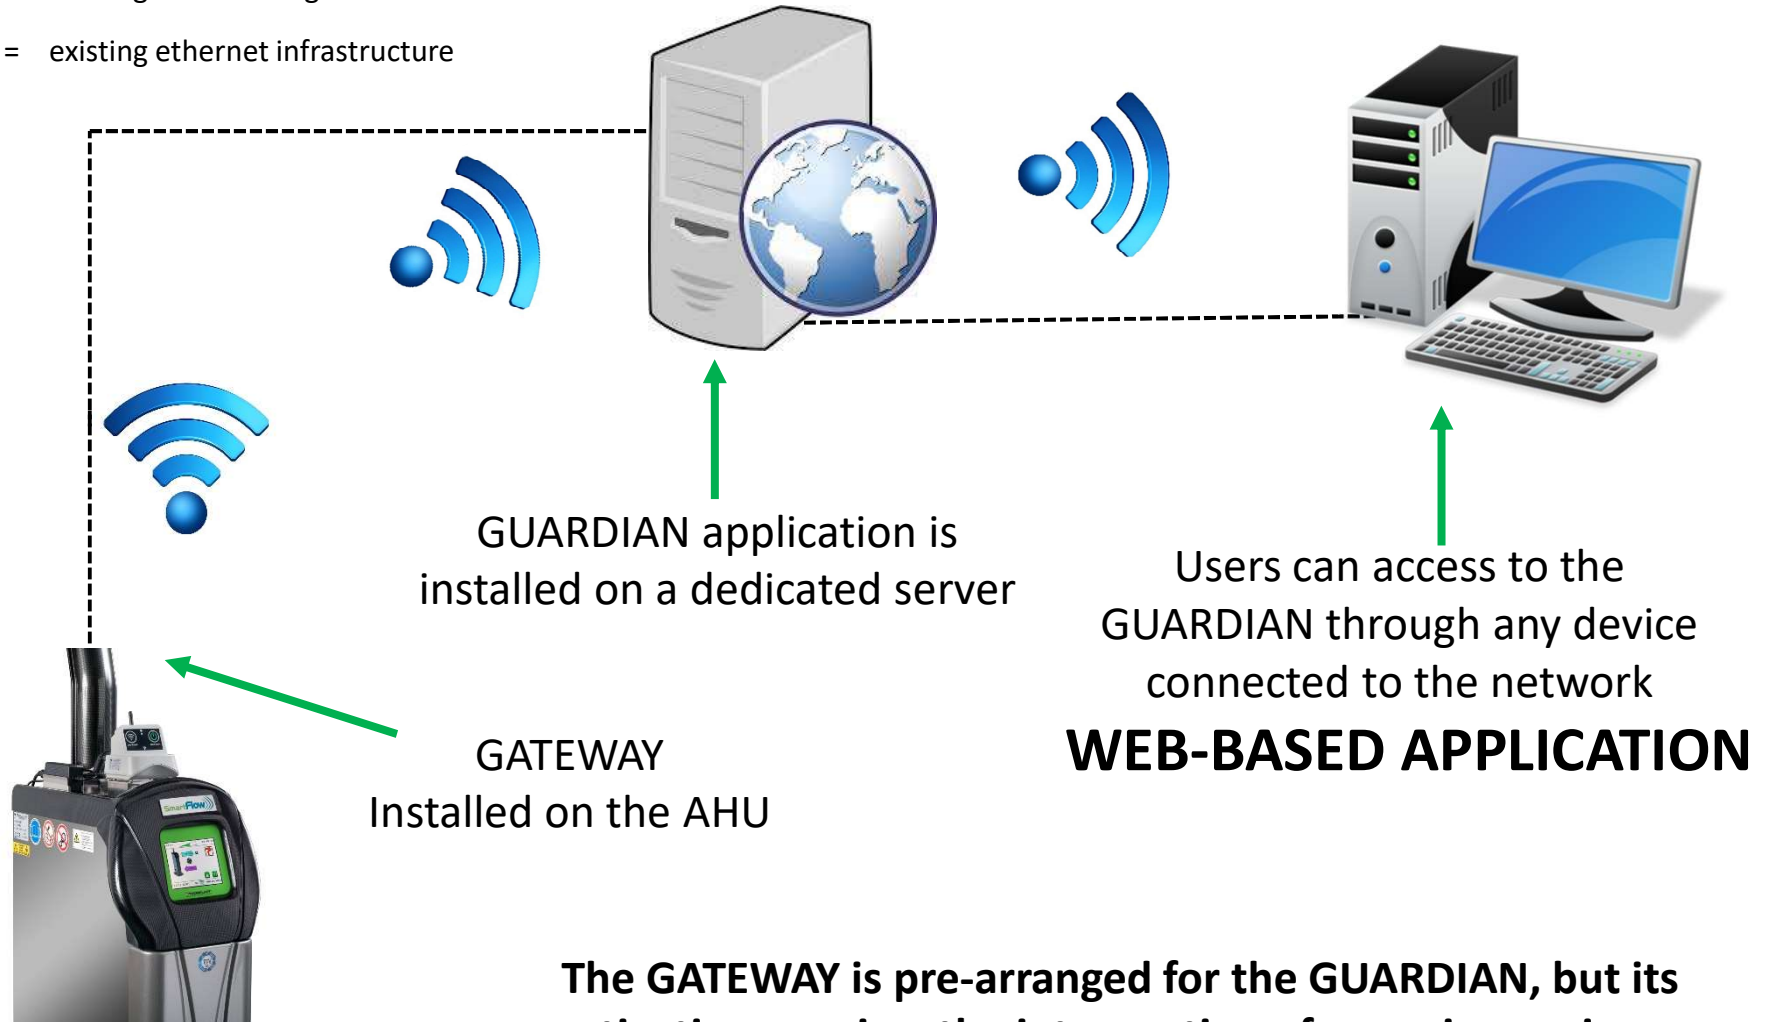 = existing ethernet infrastructure
GUARDIAN application is
installed on a dedicated server
Users can access to the
GUARDIAN through any device
connected to the network
WEB-BASED APPLICATION
GATEWAY
Installed on the AHU
SmartFlow
The GATEWAY is pre-arranged for the GUARDIAN, but its